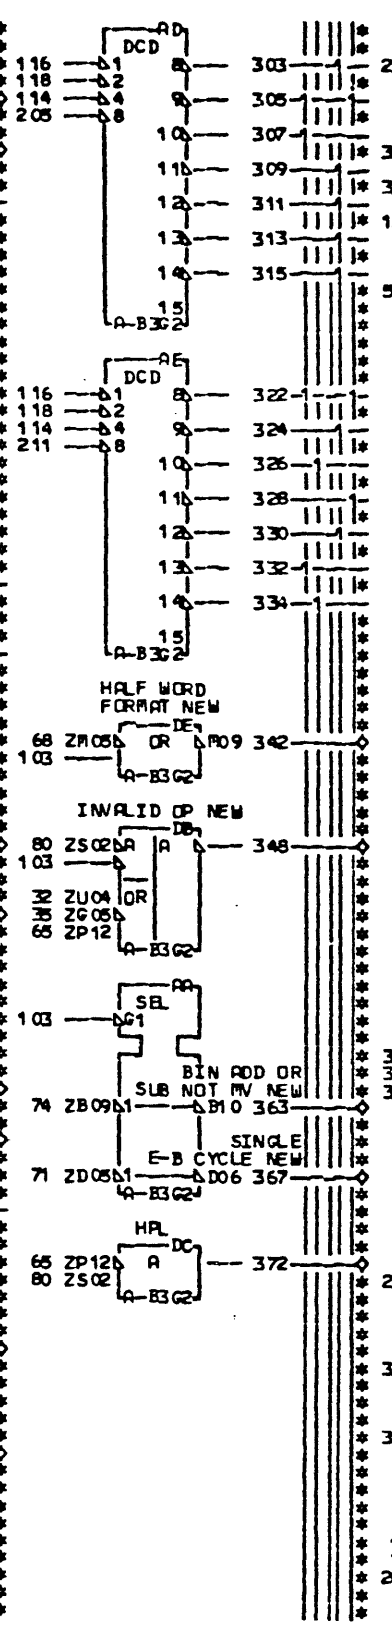 AD
DCD
116 1 8 303
118 2
114 4 9 305
205 8
10 307
11 309
12 311
13 313
14 315
15
A-B3G2
AE
DCD
116 1 8 322
118 2
114 4 9 324
211 8
10 326
11 328
12 330
13 332
14 334
15
A-B3G2
HALF WORD
FORMAT NEW
DE
68 ZM05 OR M09 342
103
A-B3G2
INVALID OP NEW
DB
80 ZS02 A A 348
103
32 ZU04 OR
35 ZG05
65 ZP12
A-B3G2
AA
SEL
103 G1
BIN ADD OR
SUB NOT MV NEW
74 ZB09 1 B10 363
SINGLE
E-B CYCLE NEW
71 ZD05 1 D06 367
A-B3G2
HPL
DC
65 ZP12 A 372
80 ZS02
A-B3G2